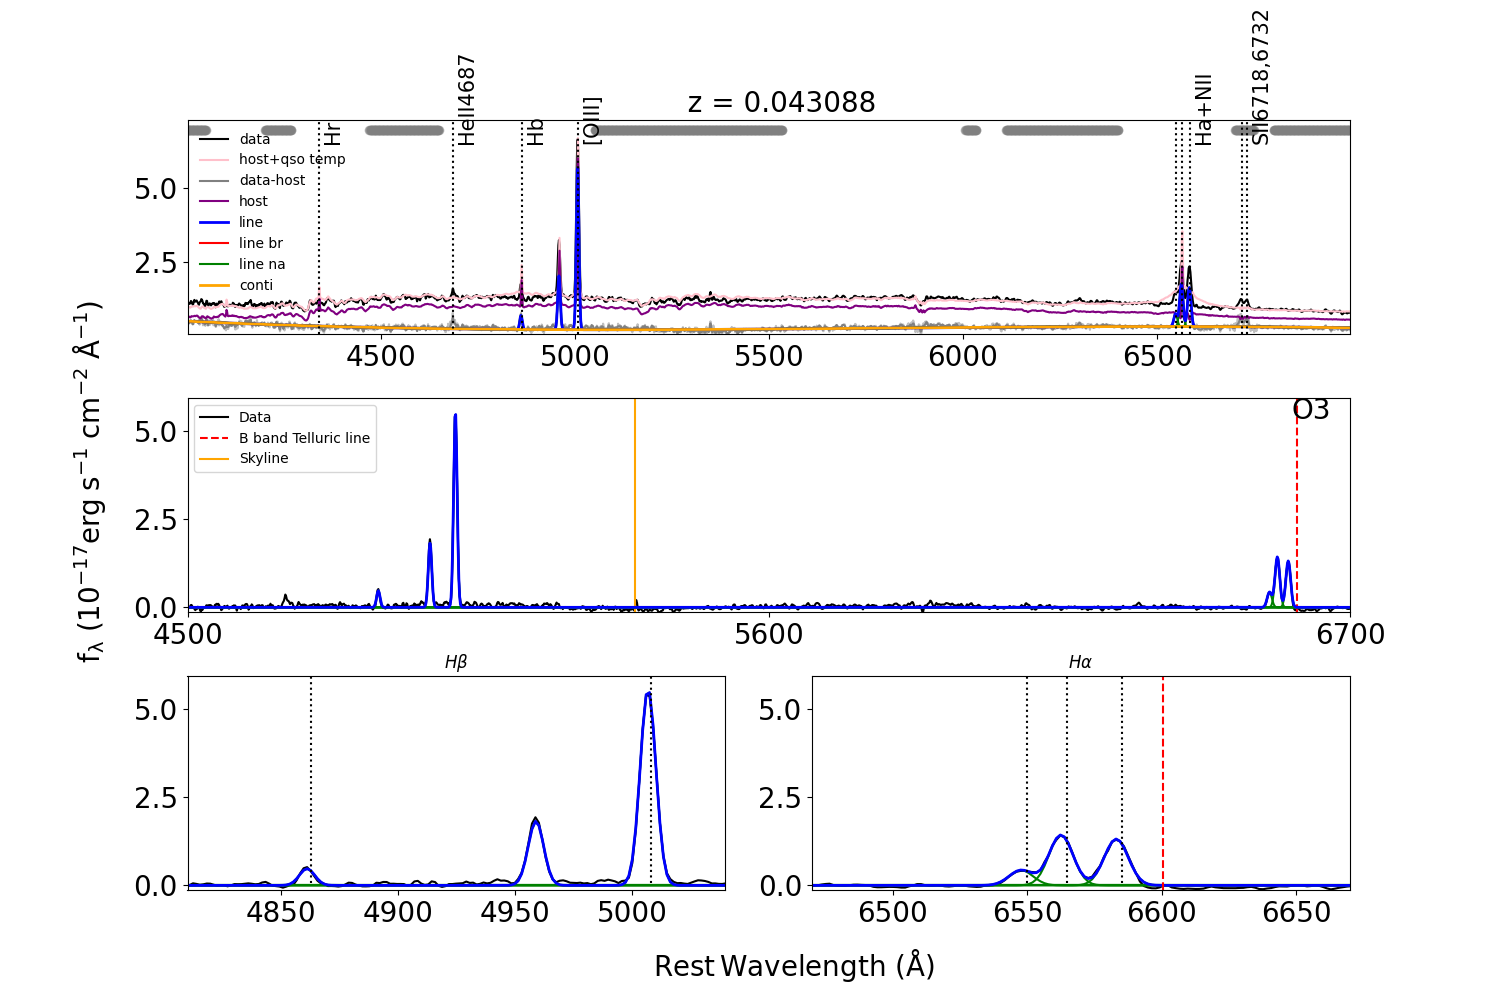 z = 0.043088
Hr
HeII4687
Hb
[OIII]
Ha+NII
SII6718,6732
data
host+qso temp
data-host
host
line
line br
line na
conti
5.0
2.5
4500
5000
5500
6000
6500
f_λ (10⁻¹⁷erg s⁻¹ cm⁻² Å⁻¹)
Data
B band Telluric line
Skyline
O3
5.0
2.5
0.0
4500
5600
6700
Hβ
5.0
2.5
0.0
4850
4900
4950
5000
Hα
5.0
2.5
0.0
6500
6550
6600
6650
Rest Wavelength (Å)